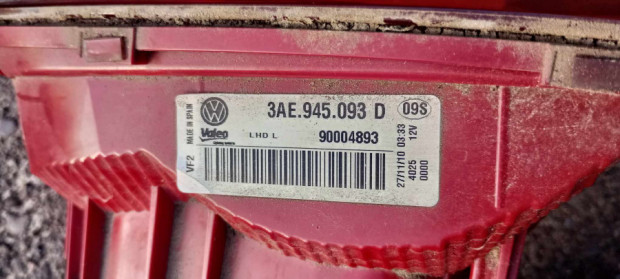 3AE.945.093 D 09S
Valeo LHD L 90004893
MADE IN SPAIN
VF2
27/11/10 03:33 12V
4025 0000